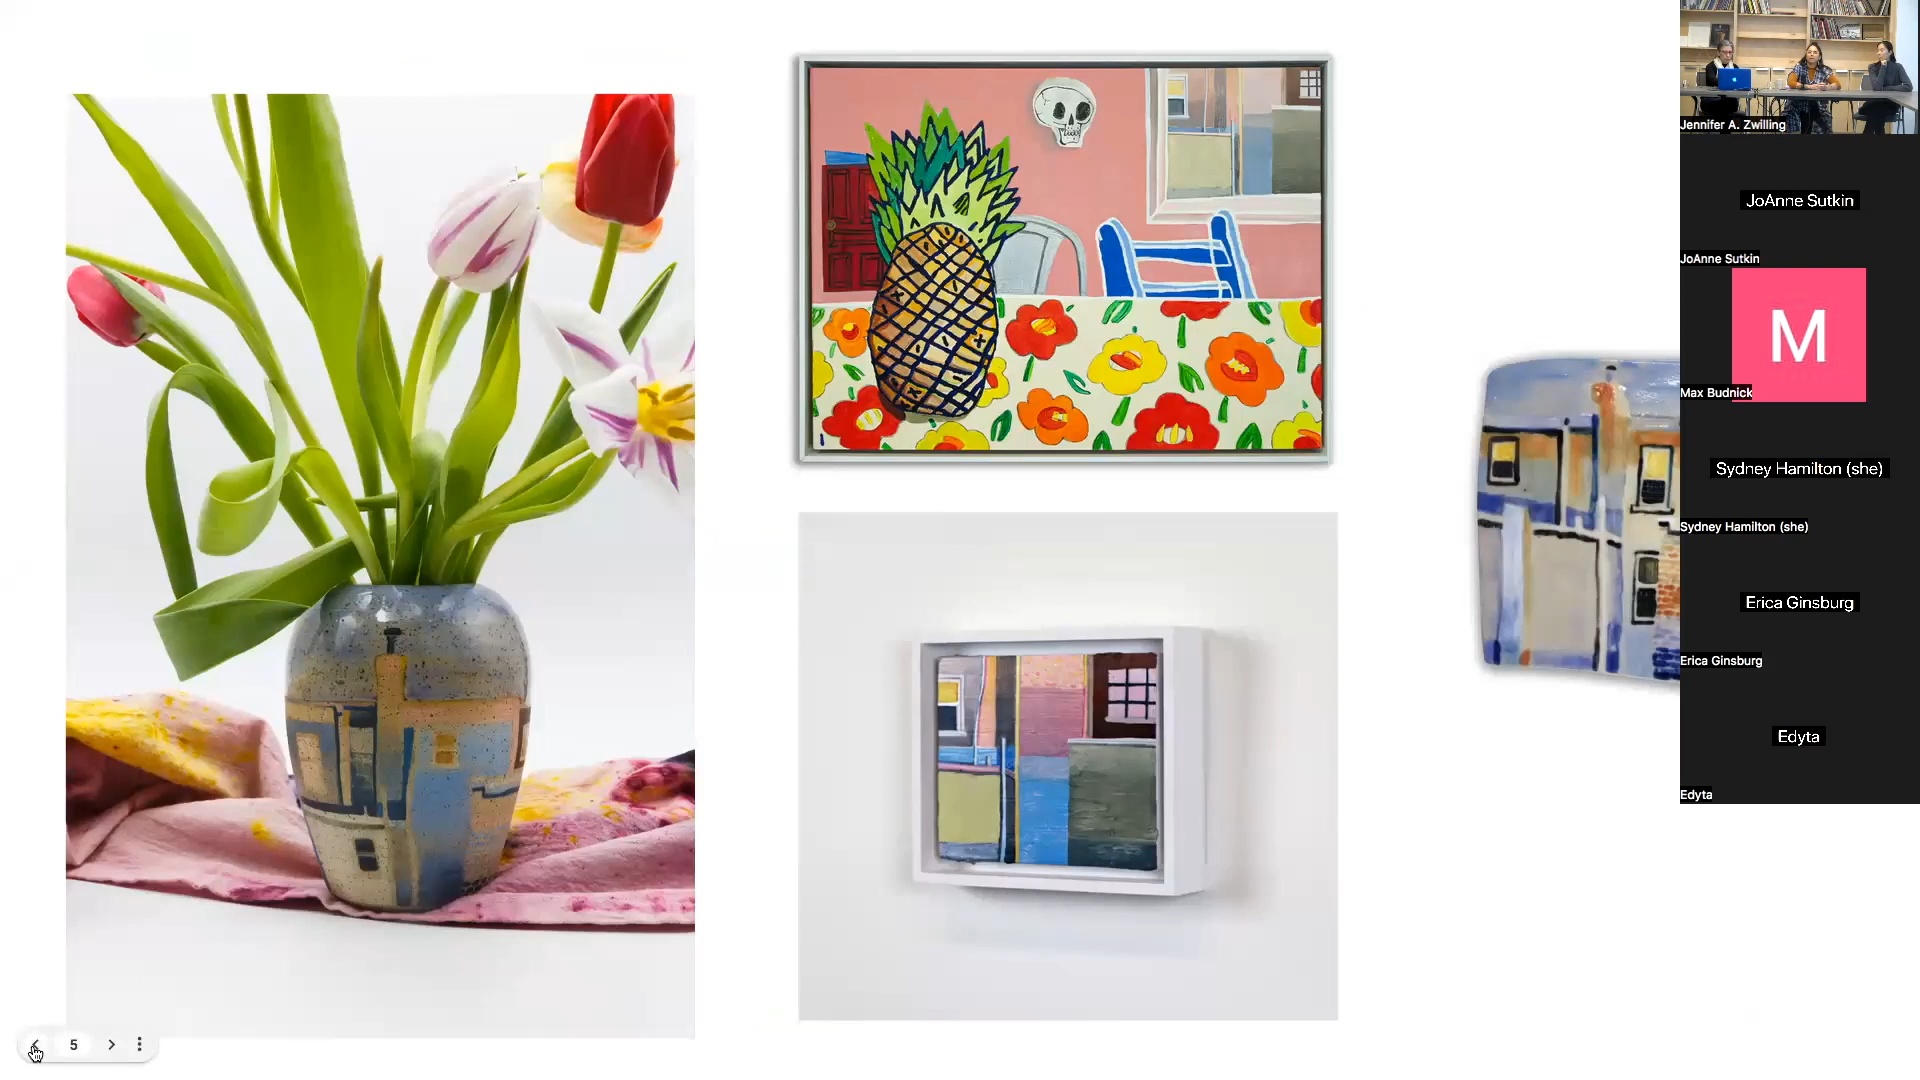 Jennifer A. Zwilling
JoAnne Sutkin
JoAnne Sutkin
M
Max Budnick
Sydney Hamilton (she)
Sydney Hamilton (she)
Erica Ginsburg
Erica Ginsburg
Edyta
Edyta
5